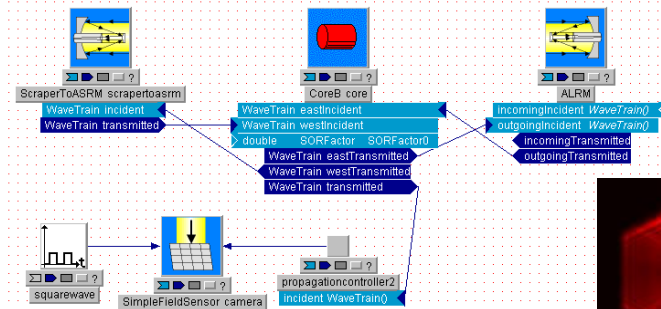 ?
?
?
ScraperToASRM scrapertoasrm
CoreB core
ALRM
WaveTrain incident
WaveTrain eastIncident
incomingIncident WaveTrain()
WaveTrain transmitted
WaveTrain westIncident
outgoingIncident WaveTrain()
double SORFactor SORFactor0
incomingTransmitted
WaveTrain eastTransmitted
outgoingTransmitted
WaveTrain westTransmitted
WaveTrain transmitted
t
?
?
propagationcontroller2
squarewave
?
SimpleFieldSensor camera
incident WaveTrain()